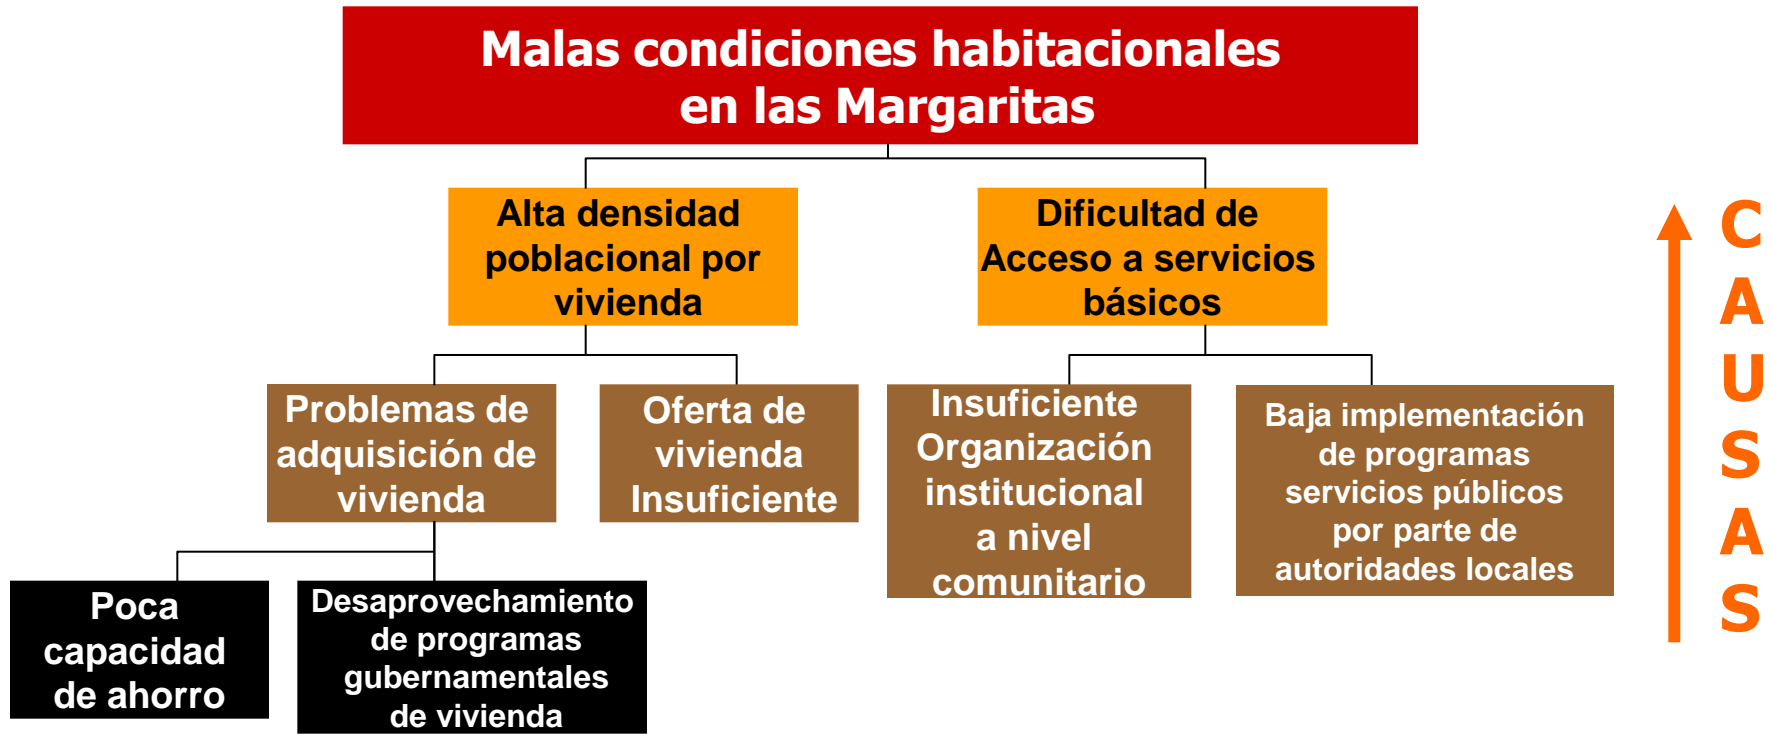 Malas condiciones habitacionales
en las Margaritas
Alta densidad
poblacional por
vivienda
Dificultad de
Acceso a servicios
básicos
Problemas de
adquisición de
vivienda
Oferta de
vivienda
Insuficiente
Insuficiente
Organización
institucional
a nivel
comunitario
Baja implementación
de programas
servicios públicos
por parte de
autoridades locales
Poca
capacidad
de ahorro
Desaprovechamiento
de programas
gubernamentales
de vivienda
C
A
U
S
A
S